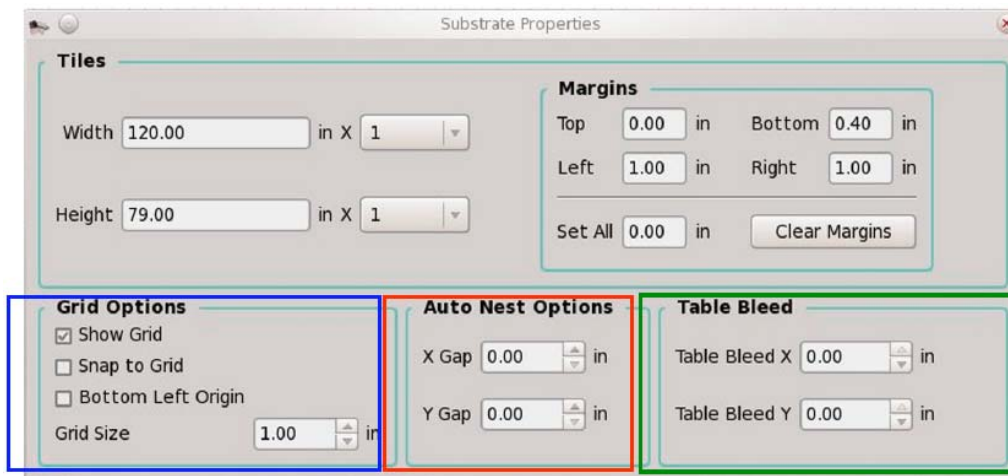 Substrate Properties
Tiles
Width 120.00 in X 1
Height 79.00 in X 1
Margins
Top 0.00 in Bottom 0.40 in
Left 1.00 in Right 1.00 in
Set All 0.00 in Clear Margins
Grid Options
Show Grid
Snap to Grid
Bottom Left Origin
Grid Size 1.00 in
Auto Nest Options
X Gap 0.00 in
Y Gap 0.00 in
Table Bleed
Table Bleed X 0.00 in
Table Bleed Y 0.00 in